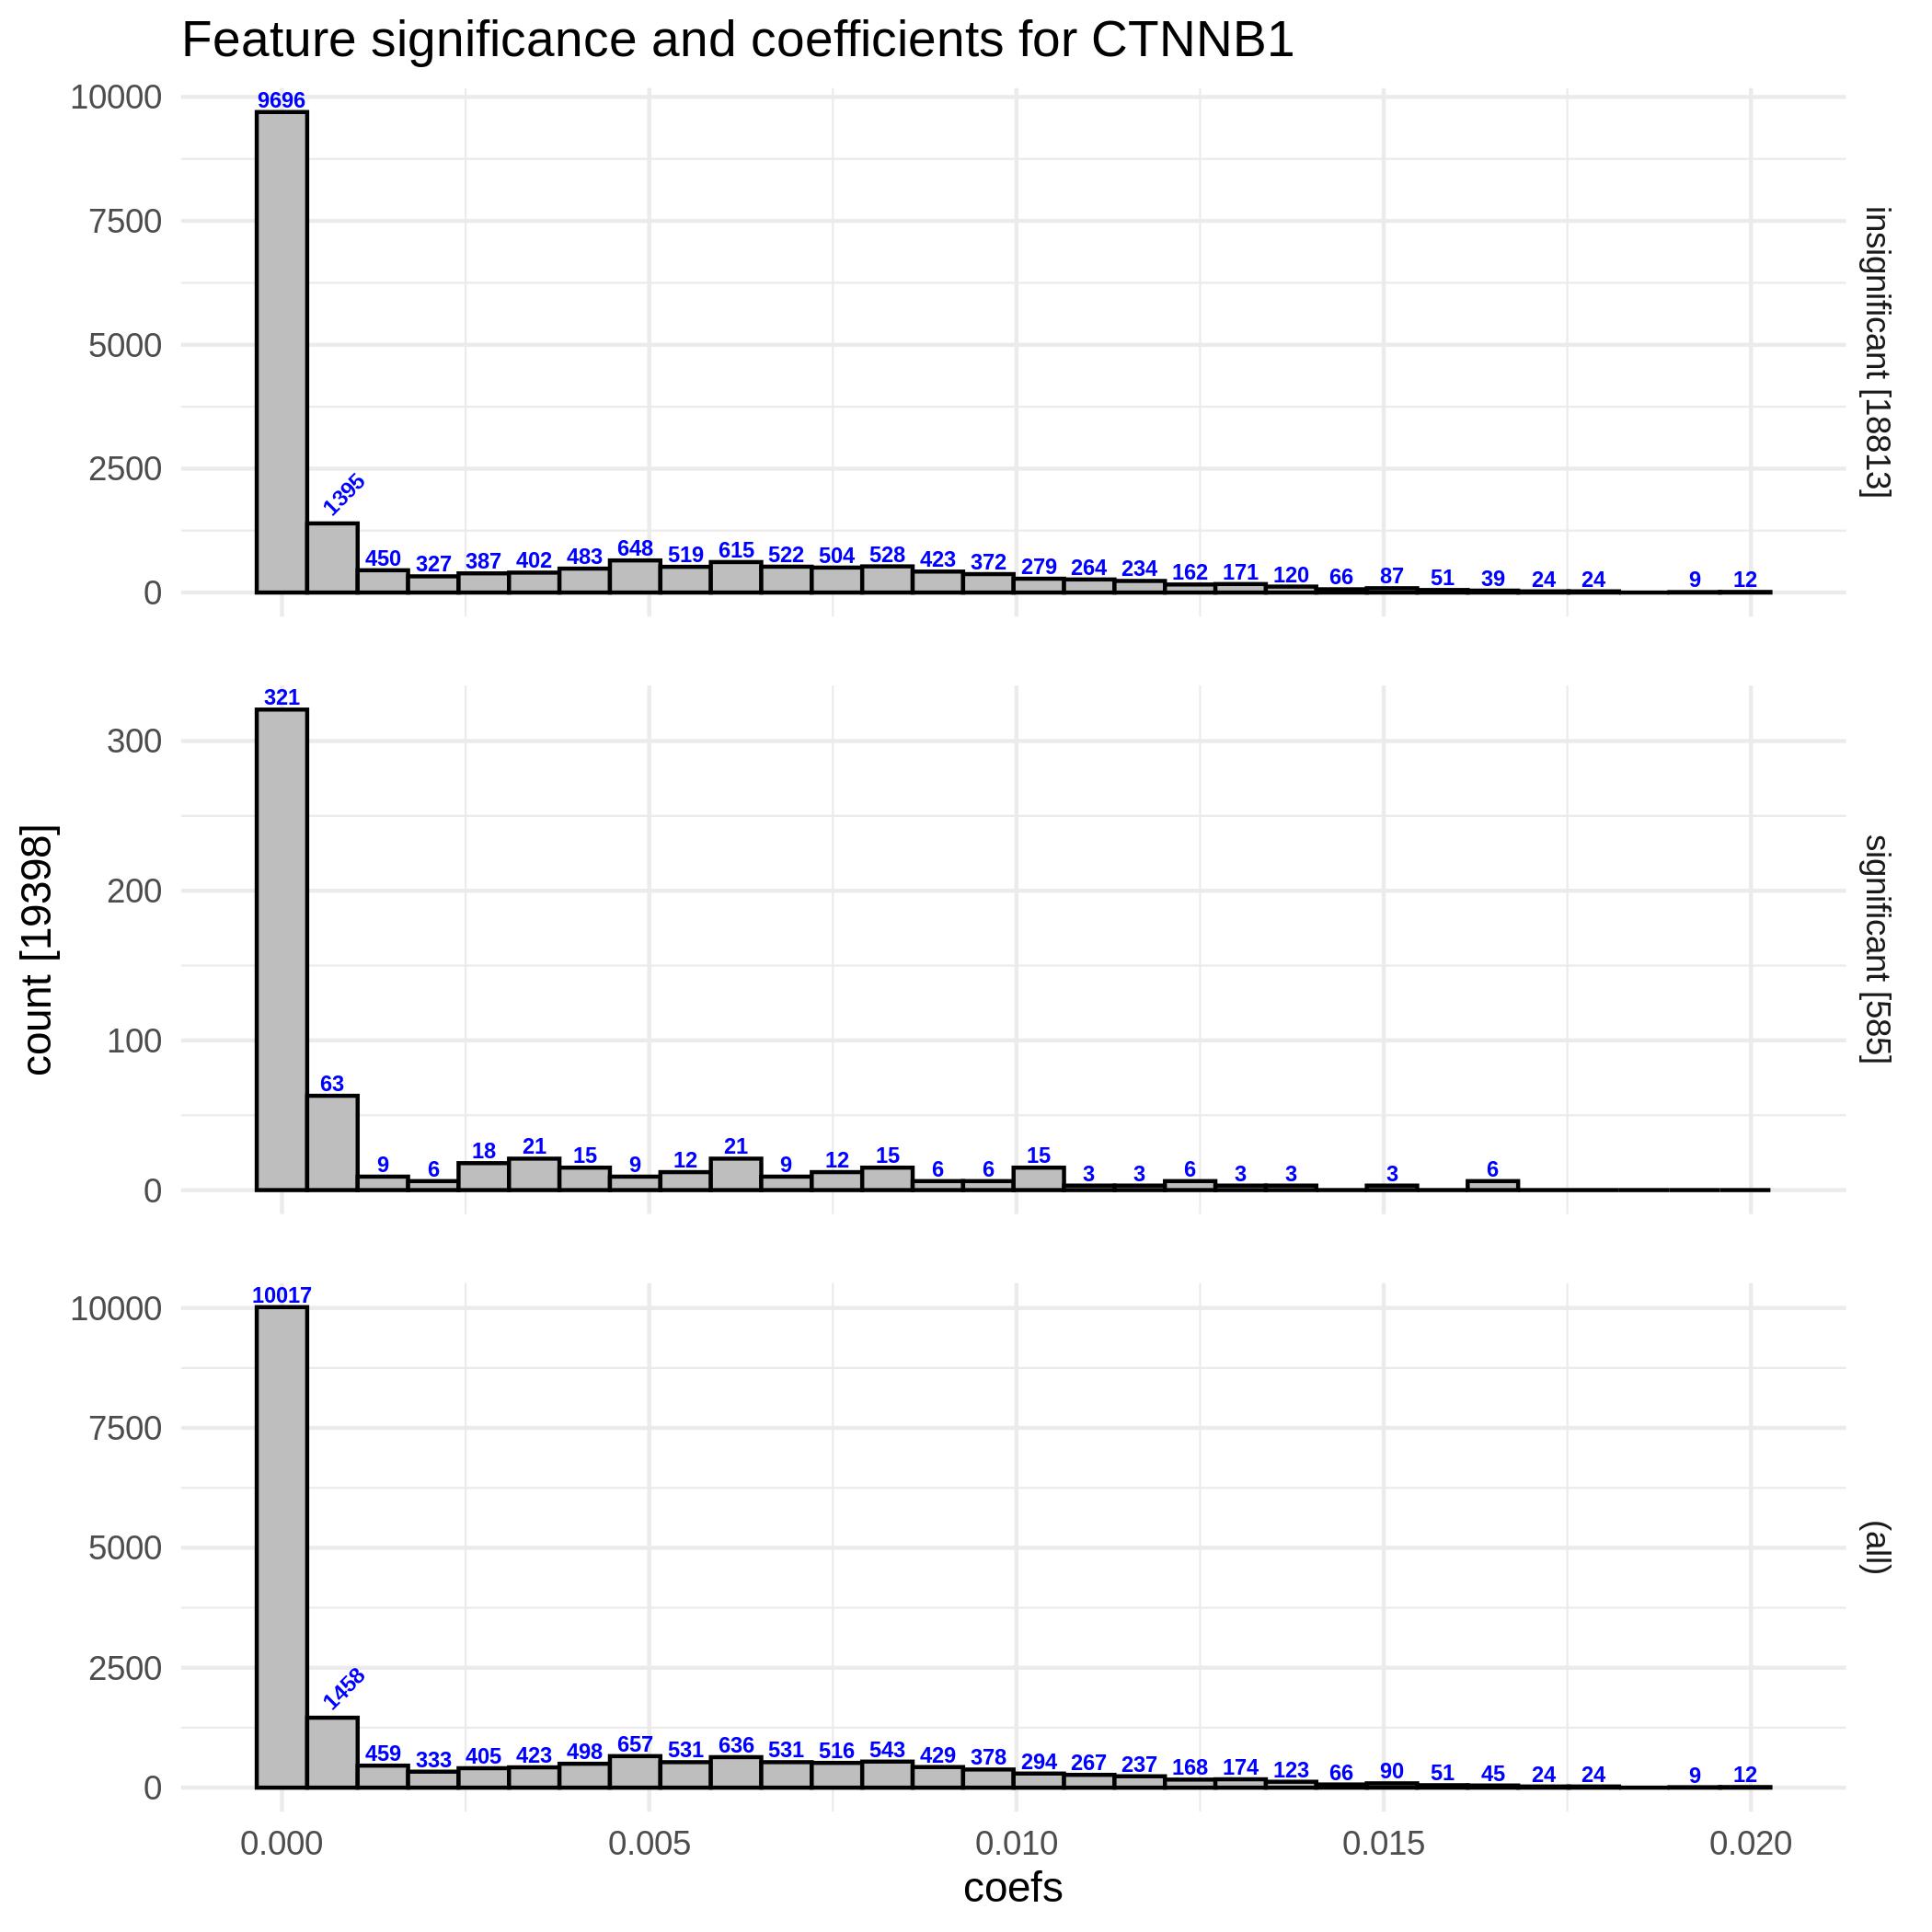 Feature significance and coefficients for CTNNB1
10000
7500
5000
2500
0
9696
1395
450 327 387 402 483 648 519 615 522 504 528 423 372 279 264 234 162 171 120 66 87 51 39 24 24 9 12
insignificant [18813]
count [19398]
300
200
100
0
321
63
9 6 18 21 15 9 12 21 9 12 15 6 6 15 3 3 6 3 3 3 6
significant [585]
10000
7500
5000
2500
0
10017
1458
459 333 405 423 498 657 531 636 531 516 543 429 378 294 267 237 168 174 123 66 90 51 45 24 24 9 12
(all)
0.000 0.005 0.010 0.015 0.020
coefs